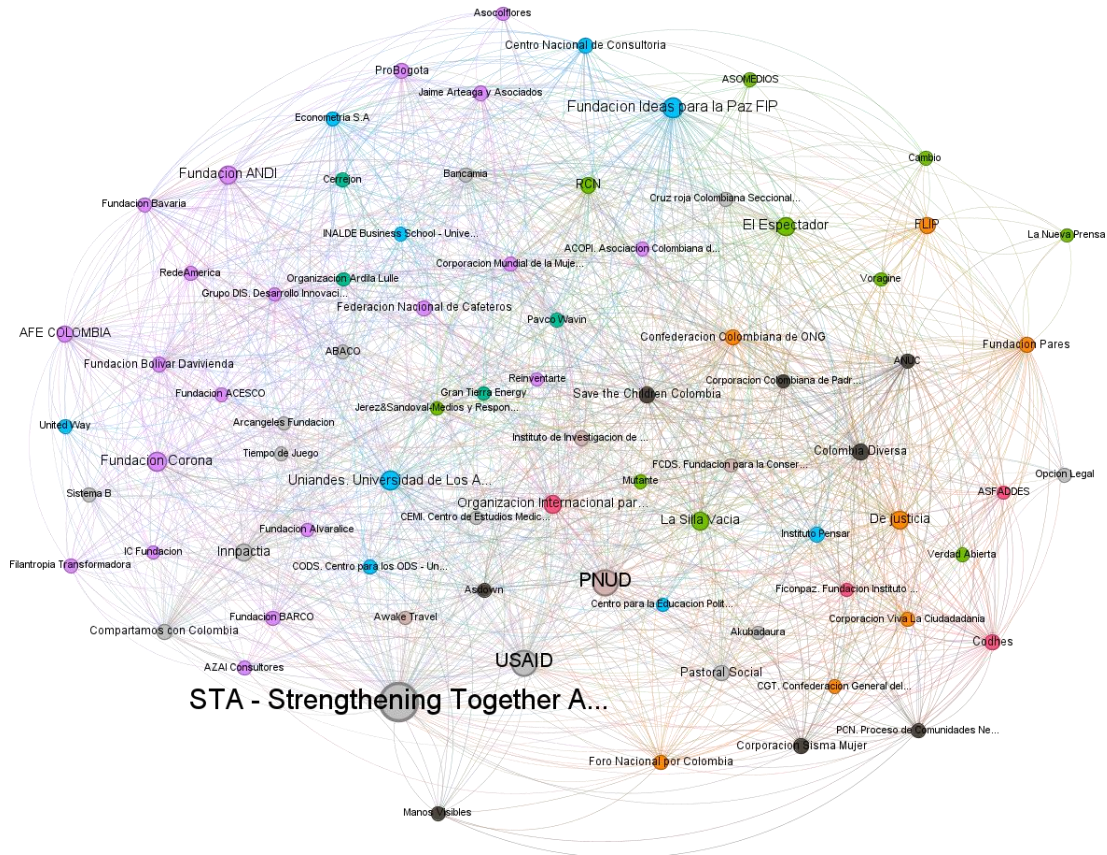 Asocolflores
Centro Nacional de Consultoria
ProBogota
ASOMEDIOS
Jaime Arteaga y Asociados
Fundacion Ideas para la Paz FIP
Econometria S.A
Cambio
Fundacion ANDI
Cerrejon
Bancamia
RCN
Cruz roja Colombiana Seccional...
Fundacion Bavaria
El Espectador
FLIP
INALDE Business School - Unive...
La Nueva Prensa
ACOPI. Asociacion Colombiana d...
Corporacion Mundial de la Muje...
RedeAmerica
Organizacion Ardila Lulle
Voragine
Grupo DIS. Desarrollo Innovaci...
Federacion Nacional de Cafeteros
Pavco Wavin
AFE COLOMBIA
Confederacion Colombiana de ONG
Fundacion Pares
ABACO
Fundacion Bolivar Davivienda
ANUC
Reinventarte
Corporacion Colombiana de Padr...
Fundacion ACESCO
Gran Tierra Energy
Save the Children Colombia
Jerez&Sandoval-Medios y Respon...
Arcangeles Fundacion
United Way
Instituto de Investigacion de ...
Tiempo de Juego
Colombia Diversa
Fundacion Corona
FCDS. Fundacion para la Conser...
Opcion Legal
Uniandes. Universidad de Los A...
Mutante
Sistema B
ASFADDES
Organizacion Internacional par...
CEMI. Centro de Estudios Medic...
La Silla Vacia
De justicia
Fundacion Alvaralice
Instituto Pensar
Innpactia
IC Fundacion
Verdad Abierta
Filantropia Transformadora
CODS. Centro para los ODS - Un...
PNUD
Asdown
Ficonpaz. Fundacion Instituto ...
Centro para la Educacion Polit...
Fundacion BARCO
Awake Travel
Corporacion Viva La Ciudadadania
Compartamos con Colombia
Akubadaura
Codhes
USAID
AZAI Consultores
Pastoral Social
CGT. Confederacion General del...
STA - Strengthening Together A...
PCN. Proceso de Comunidades Ne...
Corporacion Sisma Mujer
Foro Nacional por Colombia
Manos Visibles